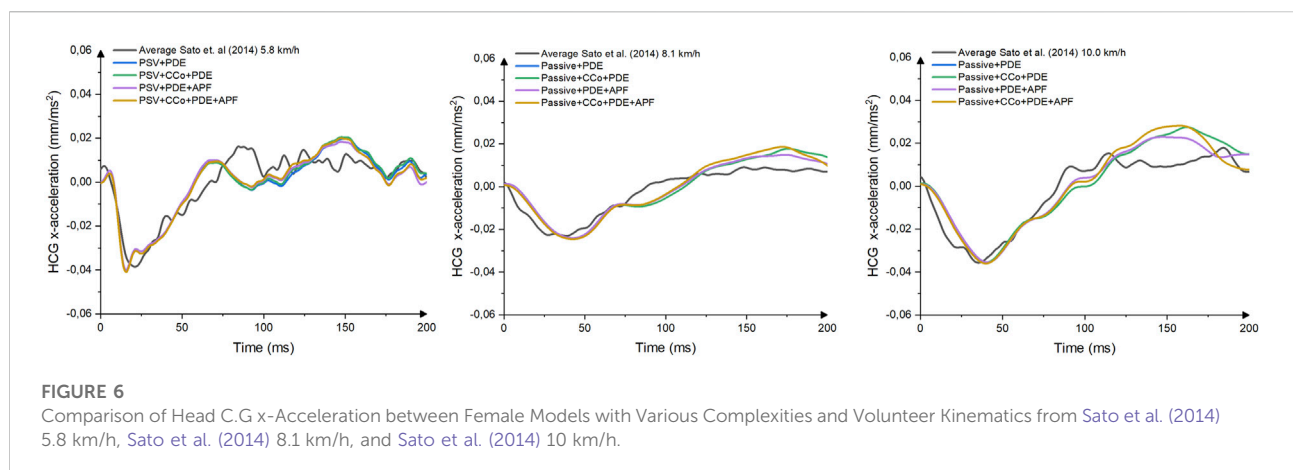 0,06
0,04
0,02
0,00
-0,02
-0,04
-0,06
HCG x-acceleration (mm/ms²)
Average Sato et. al (2014) 5.8 km/h
PSV+PDE
PSV+CCo+PDE
PSV+PDE+APF
PSV+CCo+PDE+APF
0
50
100
150
200
Time (ms)
0,06
0,04
0,02
0,00
-0,02
-0,04
-0,06
HCG x-acceleration (mm/ms²)
Average Sato et al. (2014) 8.1 km/h
Passive+PDE
Passive+CCo+PDE
Passive+PDE+APF
Passive+CCo+PDE+APF
0
50
100
150
200
Time (ms)
0,06
0,04
0,02
0,00
-0,02
-0,04
-0,06
HCG x-acceleration (mm/ms²)
Average Sato et al. (2014) 10.0 km/h
Passive+PDE
Passive+CCo+PDE
Passive+PDE+APF
Passive+CCo+PDE+APF
0
50
100
150
200
Time (ms)
FIGURE 6
Comparison of Head C.G x-Acceleration between Female Models with Various Complexities and Volunteer Kinematics from Sato et al. (2014)
5.8 km/h, Sato et al. (2014) 8.1 km/h, and Sato et al. (2014) 10 km/h.